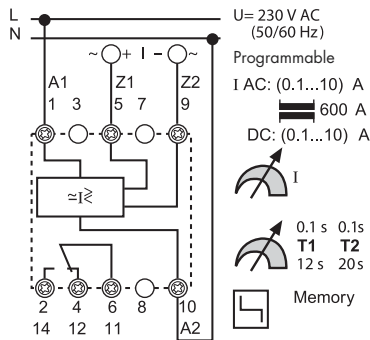 L
N
U= 230 V AC
(50/60 Hz)
~ + I − ~
Programmable
A1 Z1 Z2
1 3 5 7 9
I AC: (0.1...10) A
600 A
DC: (0.1...10) A
I
≃I≷
0.1 s 0.1s
T1 T2
12 s 20s
2 4 6 8 10
14 12 11 A2
Memory